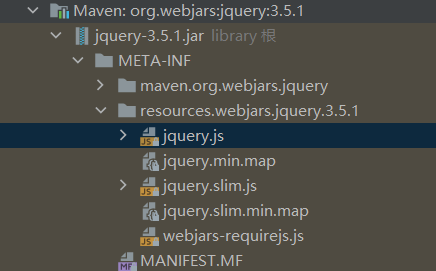 Maven: org.webjars:jquery:3.5.1
jquery-3.5.1.jar library 根
META-INF
maven.org.webjars.jquery
resources.webjars.jquery.3.5.1
JS jquery.js
jquery.min.map
JS jquery.slim.js
jquery.slim.min.map
JS webjars-requirejs.js
MF MANIFEST.MF